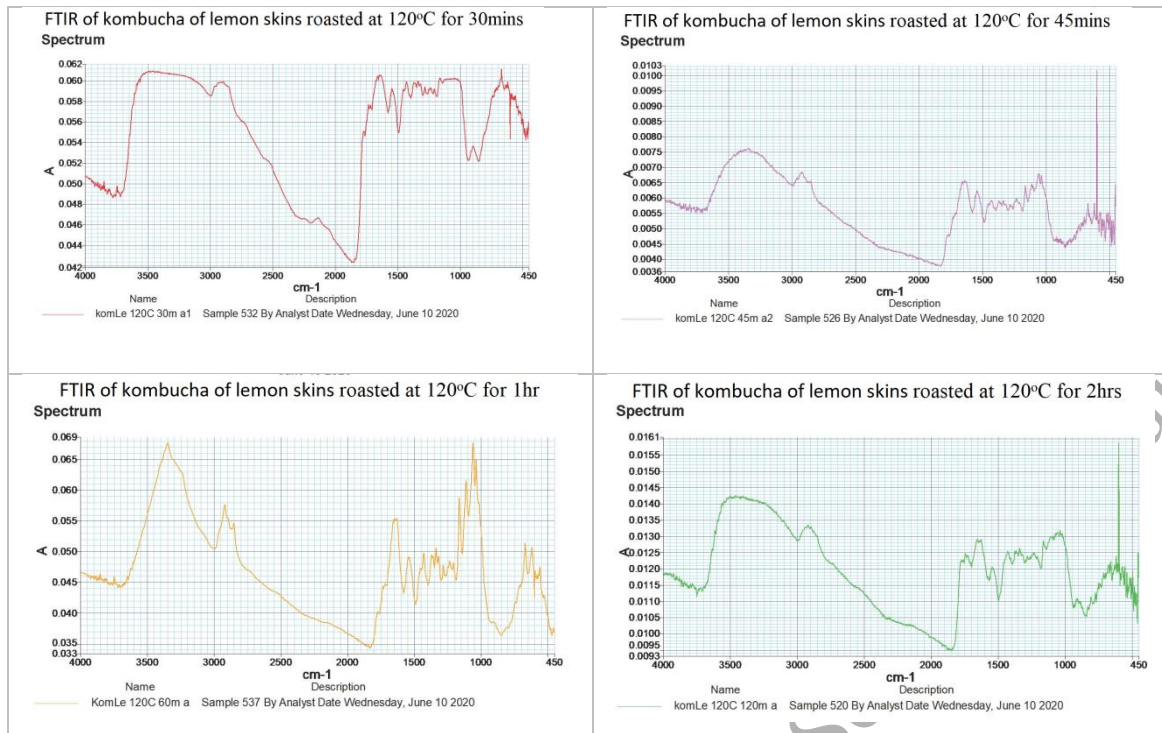 FTIR of kombucha of lemon skins roasted at 120°C for 30mins
Spectrum
0.062
0.060
0.058
0.056
0.054
0.052
0.050
0.048
0.046
0.044
0.042
A
4000 3500 3000 2500 2000 1500 1000 450
cm-1
Name Description
komLe 120C 30m a1 Sample 532 By Analyst Date Wednesday, June 10 2020
FTIR of kombucha of lemon skins roasted at 120°C for 45mins
Spectrum
0.0103
0.0100
0.0095
0.0090
0.0085
0.0080
0.0075
0.0070
0.0065
0.0060
0.0055
0.0050
0.0045
0.0040
0.0036
A
4000 3500 3000 2500 2000 1500 1000 450
cm-1
Name Description
komLe 120C 45m a2 Sample 526 By Analyst Date Wednesday, June 10 2020
FTIR of kombucha of lemon skins roasted at 120°C for 1hr
Spectrum
0.069
0.065
0.060
0.055
0.050
0.045
0.040
0.035
0.033
A
4000 3500 3000 2500 2000 1500 1000 450
cm-1
Name Description
KomLe 120C 60m a Sample 537 By Analyst Date Wednesday, June 10 2020
FTIR of kombucha of lemon skins roasted at 120°C for 2hrs
Spectrum
0.0161
0.0155
0.0150
0.0145
0.0140
0.0135
0.0130
0.0125
0.0120
0.0115
0.0110
0.0105
0.0100
0.0095
0.0093
A
4000 3500 3000 2500 2000 1500 1000 450
cm-1
Name Description
komLe 120C 120m a Sample 520 By Analyst Date Wednesday, June 10 2020